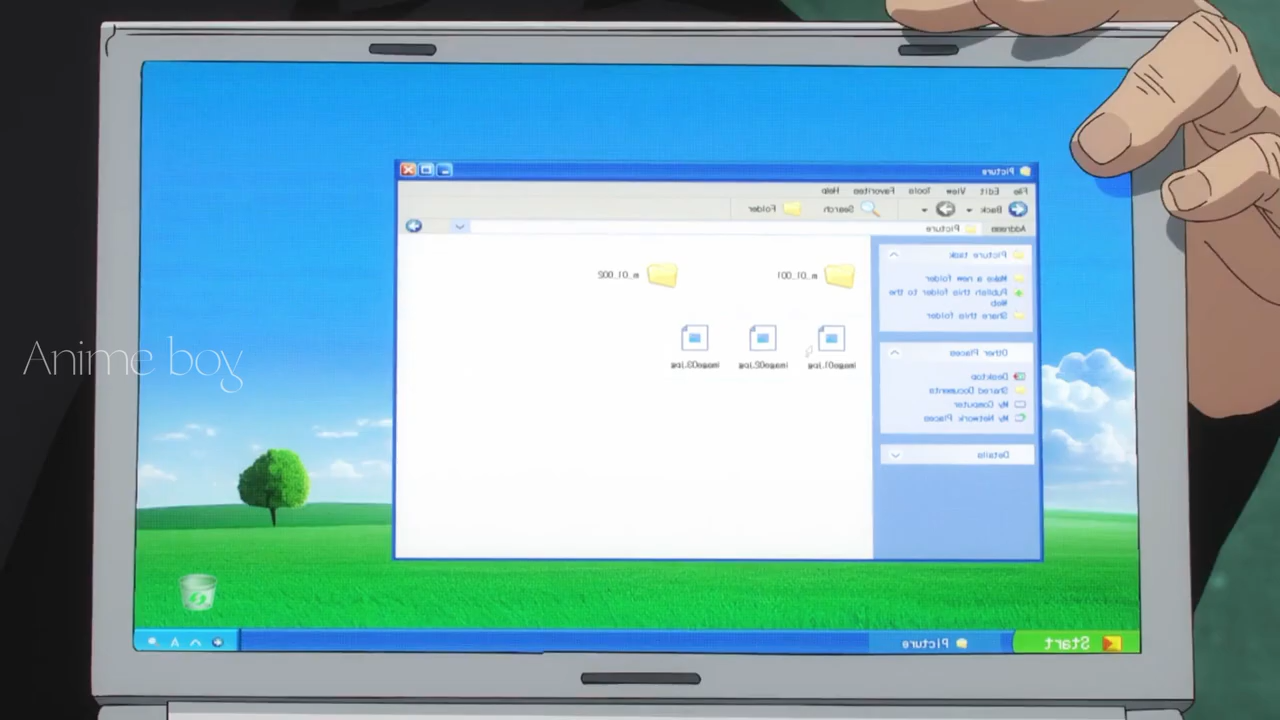 Picture
File Edit View Tools Favorites Help
Back Search Folder
Address Picture
Picture task
Make a new folder
Publish this folder to the
Web
Share this folder
Other Places
Desktop
Shared Documents
My Computer
My Network Places
Details
m_01_001 m_01_002
image01.jpg image02.jpg image03.jpg
Anime boy
Start Picture A